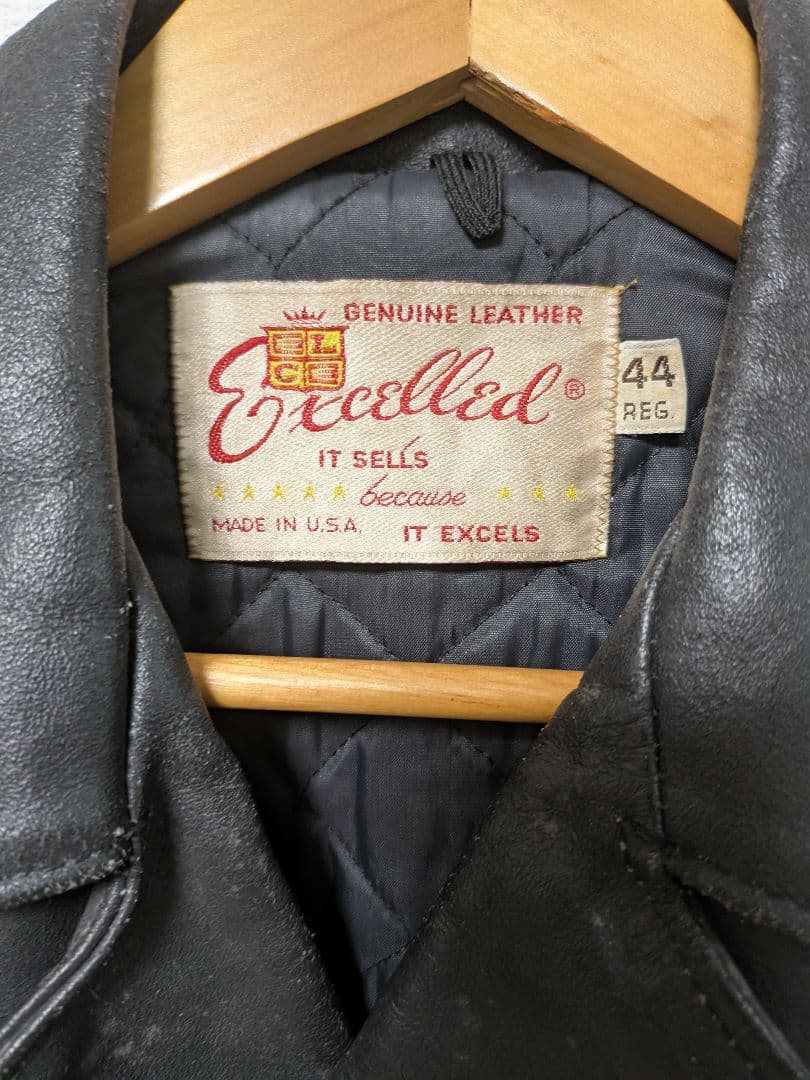 GENUINE LEATHER
EL
CE
Excelled®
IT SELLS
because
MADE IN U.S.A.
IT EXCELS
44
REG.